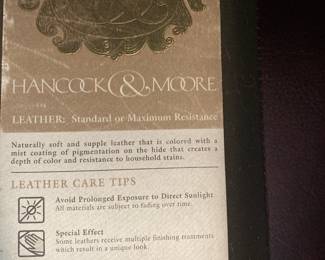 HANCOCK & MOORE
LEATHER: Standard or Maximum Resistance
Naturally soft and supple leather that is colored with a
mist coating of pigmentation on the hide that creates a
depth of color and resistance to household stains.
LEATHER CARE TIPS
Avoid Prolonged Exposure to Direct Sunlight
All materials are subject to fading over time.
Special Effect
Some leathers receive multiple finishing treatments
which result in a unique look.